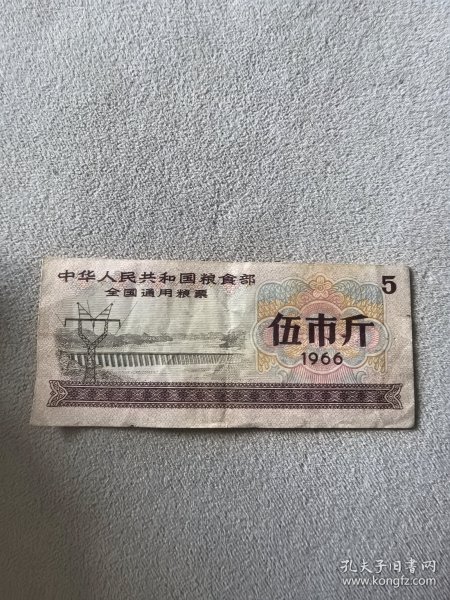 中华人民共和国粮食部
全国通用粮票
5
伍市斤
1966
孔夫子旧书网
www.kongfz.com